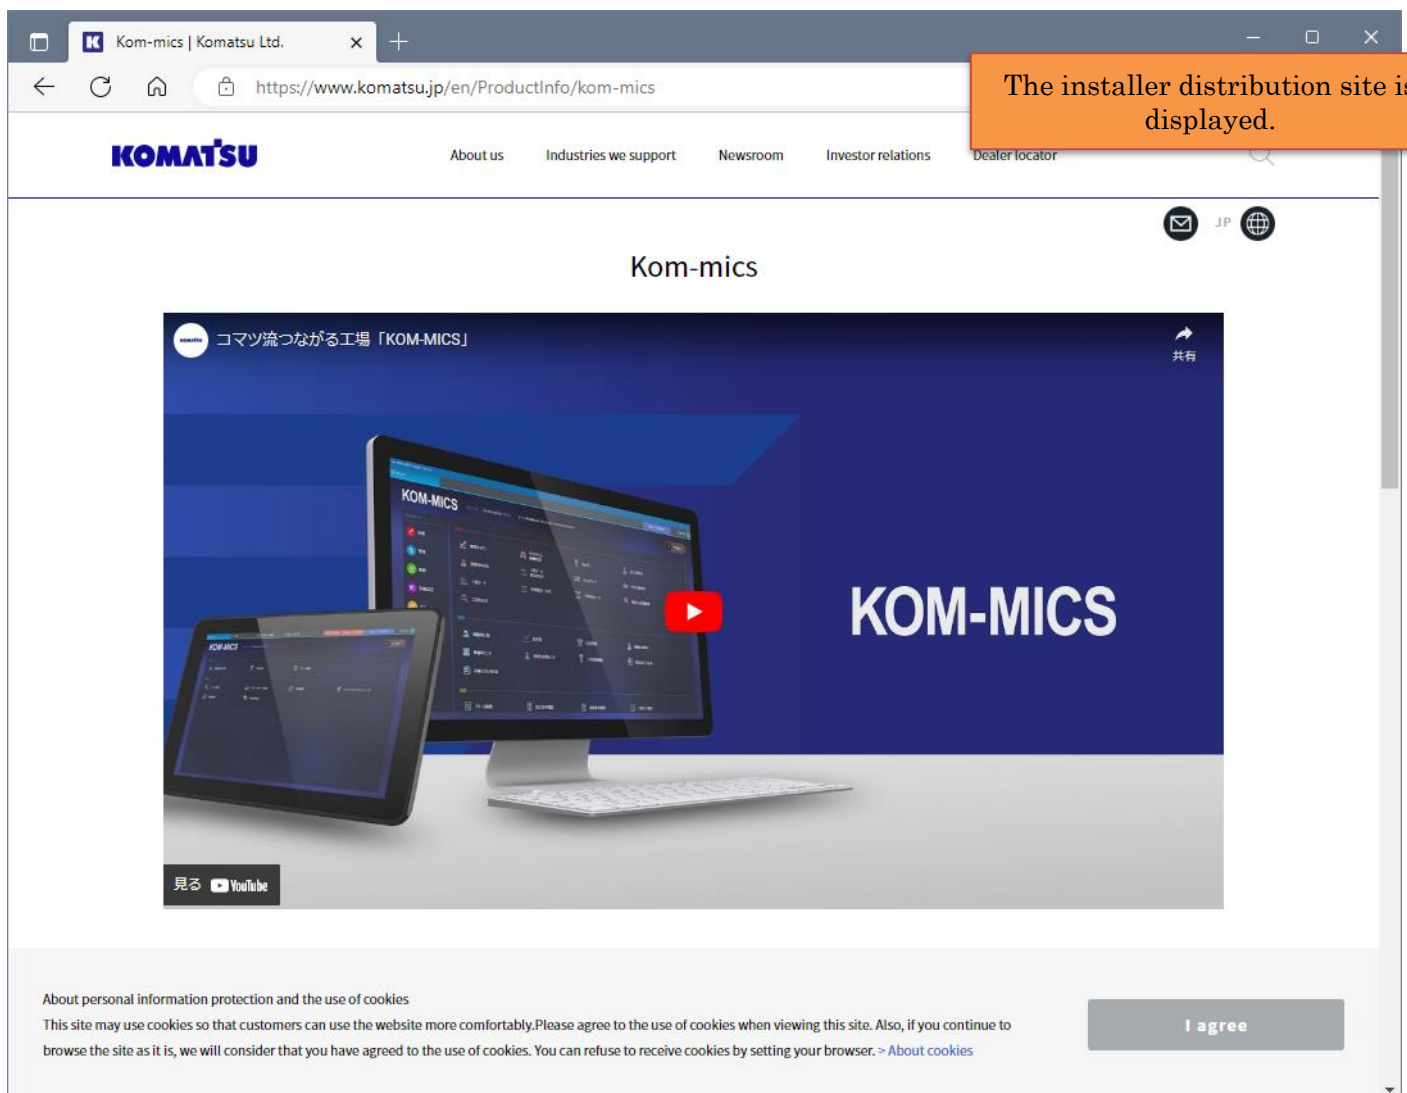 Kom-mics | Komatsu Ltd.
https://www.komatsu.jp/en/ProductInfo/kom-mics
The installer distribution site is
displayed.
KOMATSU
About us
Industries we support
Newsroom
Investor relations
Dealer locator
JP
Kom-mics
コマツ流つながる工場「KOM-MICS」
共有
KOM-MICS
KOM-MICS
KOM-MICS
見る YouTube
About personal information protection and the use of cookies
This site may use cookies so that customers can use the website more comfortably.Please agree to the use of cookies when viewing this site. Also, if you continue to
browse the site as it is, we will consider that you have agreed to the use of cookies. You can refuse to receive cookies by setting your browser. > About cookies
I agree